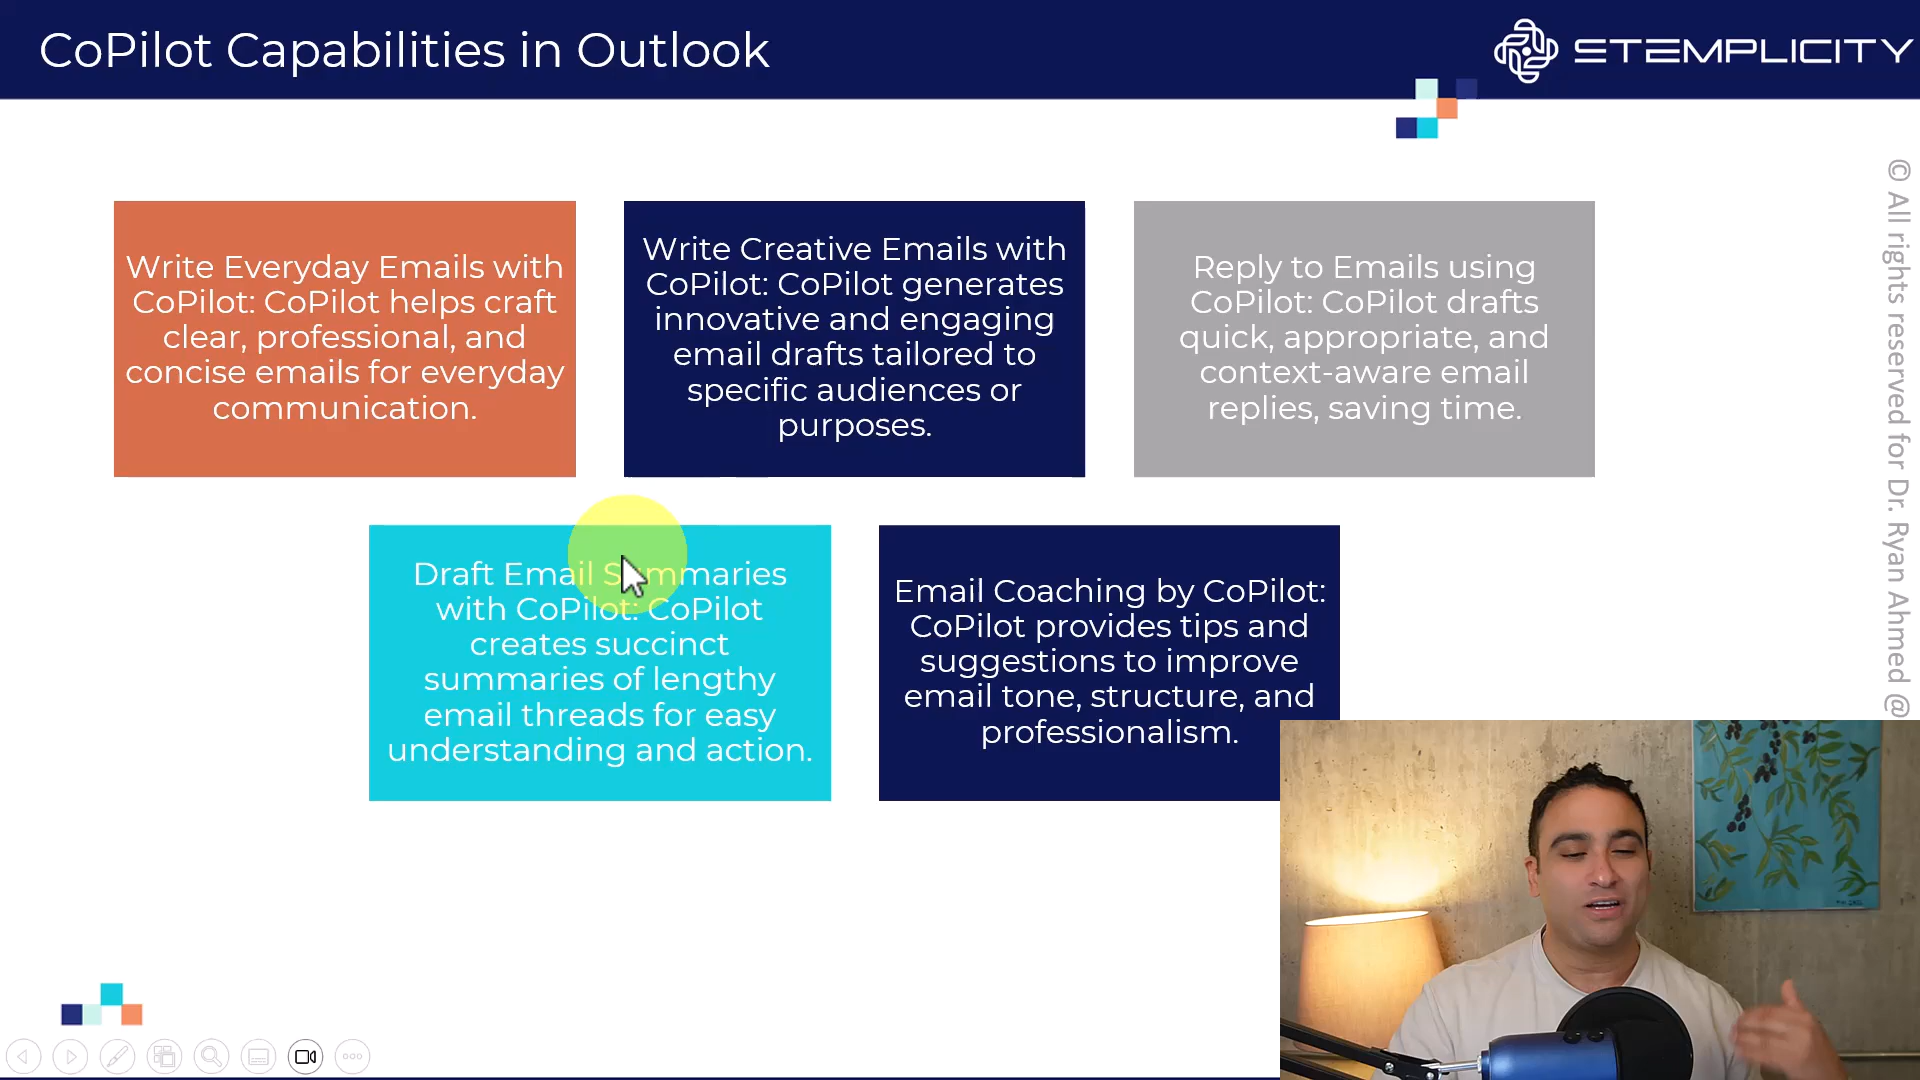 CoPilot Capabilities in Outlook
STEMPLICITY
Write Everyday Emails with
CoPilot: CoPilot helps craft
clear, professional, and
concise emails for everyday
communication.
Write Creative Emails with
CoPilot: CoPilot generates
innovative and engaging
email drafts tailored to
specific audiences or
purposes.
Reply to Emails using
CoPilot: CoPilot drafts
quick, appropriate, and
context-aware email
replies, saving time.
Draft Email Summaries
with CoPilot: CoPilot
creates succinct
summaries of lengthy
email threads for easy
understanding and action.
Email Coaching by CoPilot:
CoPilot provides tips and
suggestions to improve
email tone, structure, and
professionalism.
© All rights reserved for Dr. Ryan Ahmed @